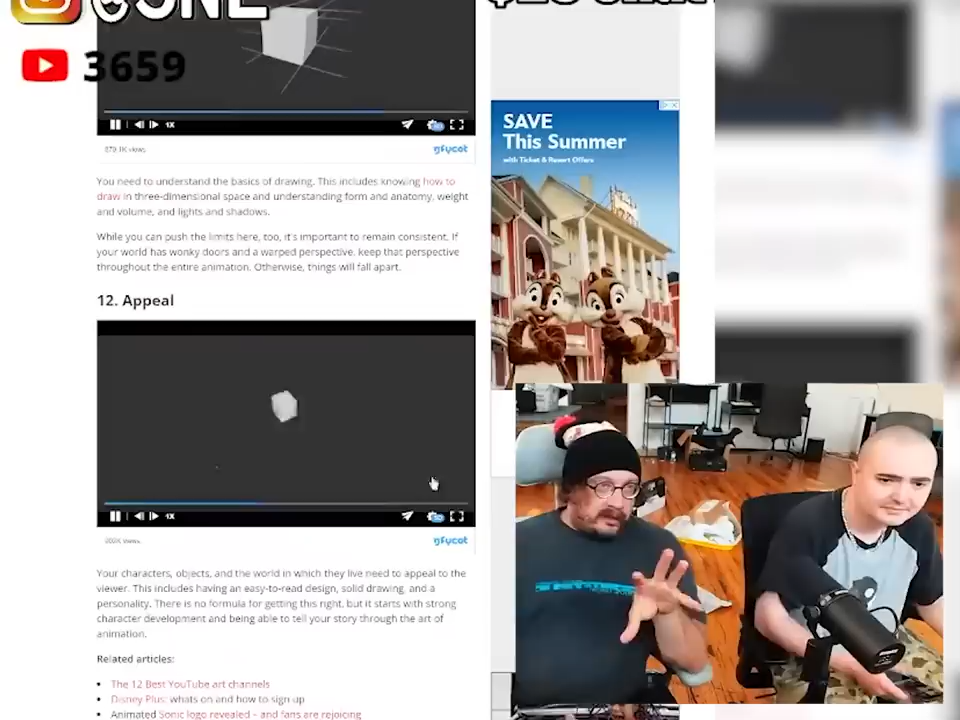 3659
1X
879.1K views
gfycat
You need to understand the basics of drawing. This includes knowing how to
draw in three-dimensional space and understanding form and anatomy, weight
and volume, and lights and shadows.
While you can push the limits here, too, it's important to remain consistent. If
your world has wonky doors and a warped perspective, keep that perspective
throughout the entire animation. Otherwise, things will fall apart.
12. Appeal
1X
views
gfycat
Your characters, objects, and the world in which they live need to appeal to the
viewer. This includes having an easy-to-read design, solid drawing, and a
personality. There is no formula for getting this right, but it starts with strong
character development and being able to tell your story through the art of
animation.
Related articles:
The 12 Best YouTube art channels
Disney Plus: whats on and how to sign up
Animated Sonic logo revealed – and fans are rejoicing
SAVE
This Summer
with Ticket & Resort Offers